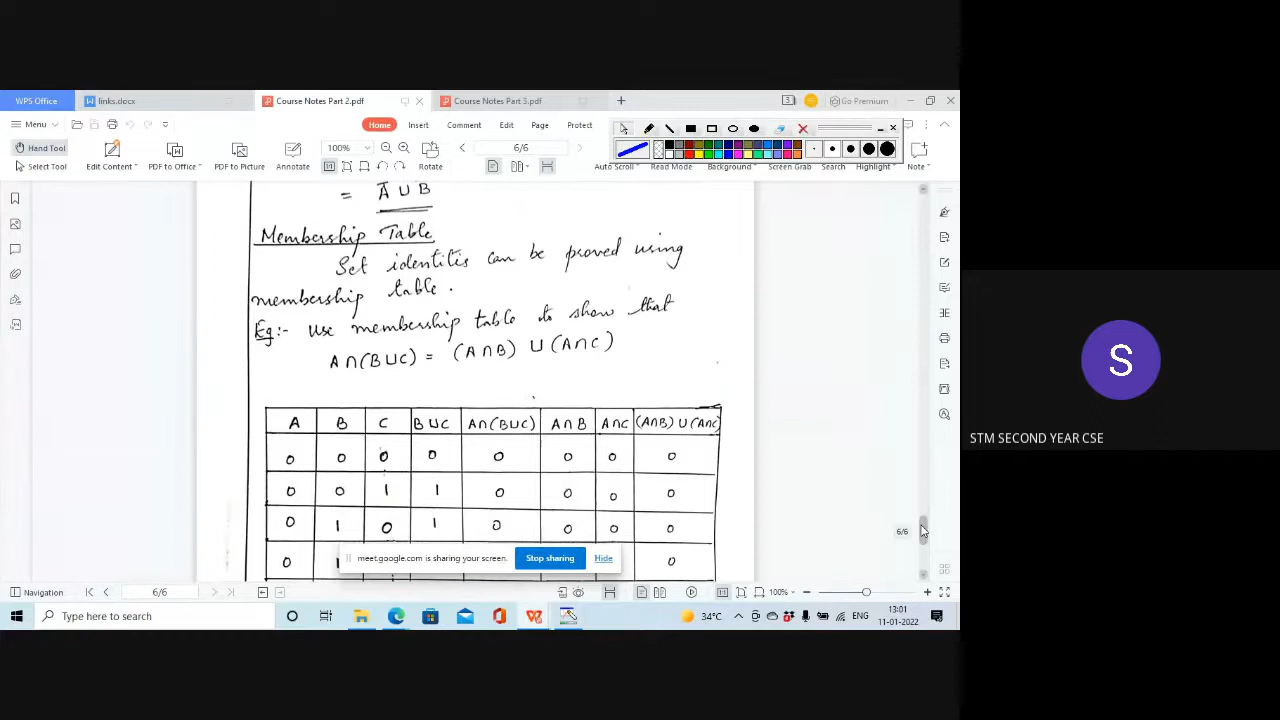 WPS Office
links.docx
Course Notes Part 2.pdf
Course Notes Part 3.pdf
3
Go Premium
Menu
Home
Insert
Comment
Edit
Page
Protect
Hand Tool
Select Tool
Edit Content
PDF to Office
PDF to Picture
Annotate
100%
Rotate
6/6
Auto Scroll
Read Mode
Background
Screen Grab
Search
Highlight
Note
= A̅ ∪ B
Membership Table
Set identitis can be proved using
membership table.
Eg:- Use membership table to show that
A∩(B∪C) = (A∩B) ∪ (A∩C)
A B C B∪C A∩(B∪C) A∩B A∩C (A∩B)∪(A∩C)
0 0 0 0 0 0 0 0
0 0 1 1 0 0 0 0
0 1 0 1 0 0 0 0
0 0
6/6
meet.google.com is sharing your screen.
Stop sharing
Hide
Navigation
6/6
100%
Type here to search
34°C
ENG
13:01
11-01-2022
S
STM SECOND YEAR CSE